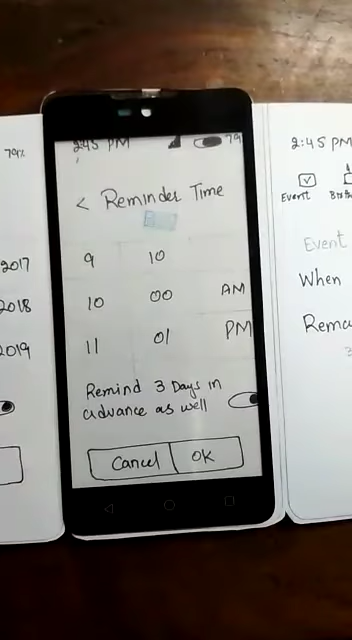 79%
2017
2018
2019
2:45 PM 79
< Reminder Time
9 10
10 00 AM
11 01 PM
Remind 3 Days in
advance as well
Cancel OK
2:45 PM
Event
Event
When
3